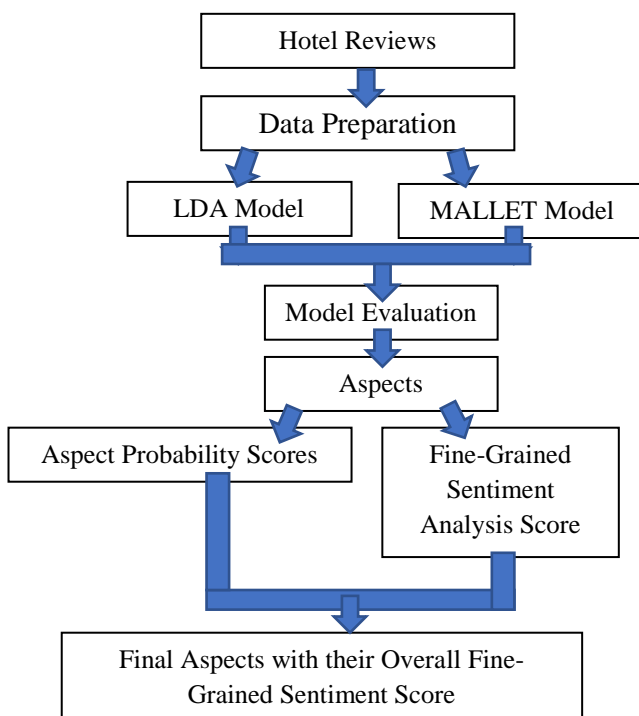 Hotel Reviews
Data Preparation
LDA Model
MALLET Model
Model Evaluation
Aspects
Aspect Probability Scores
Fine-Grained
Sentiment
Analysis Score
Final Aspects with their Overall Fine-
Grained Sentiment Score